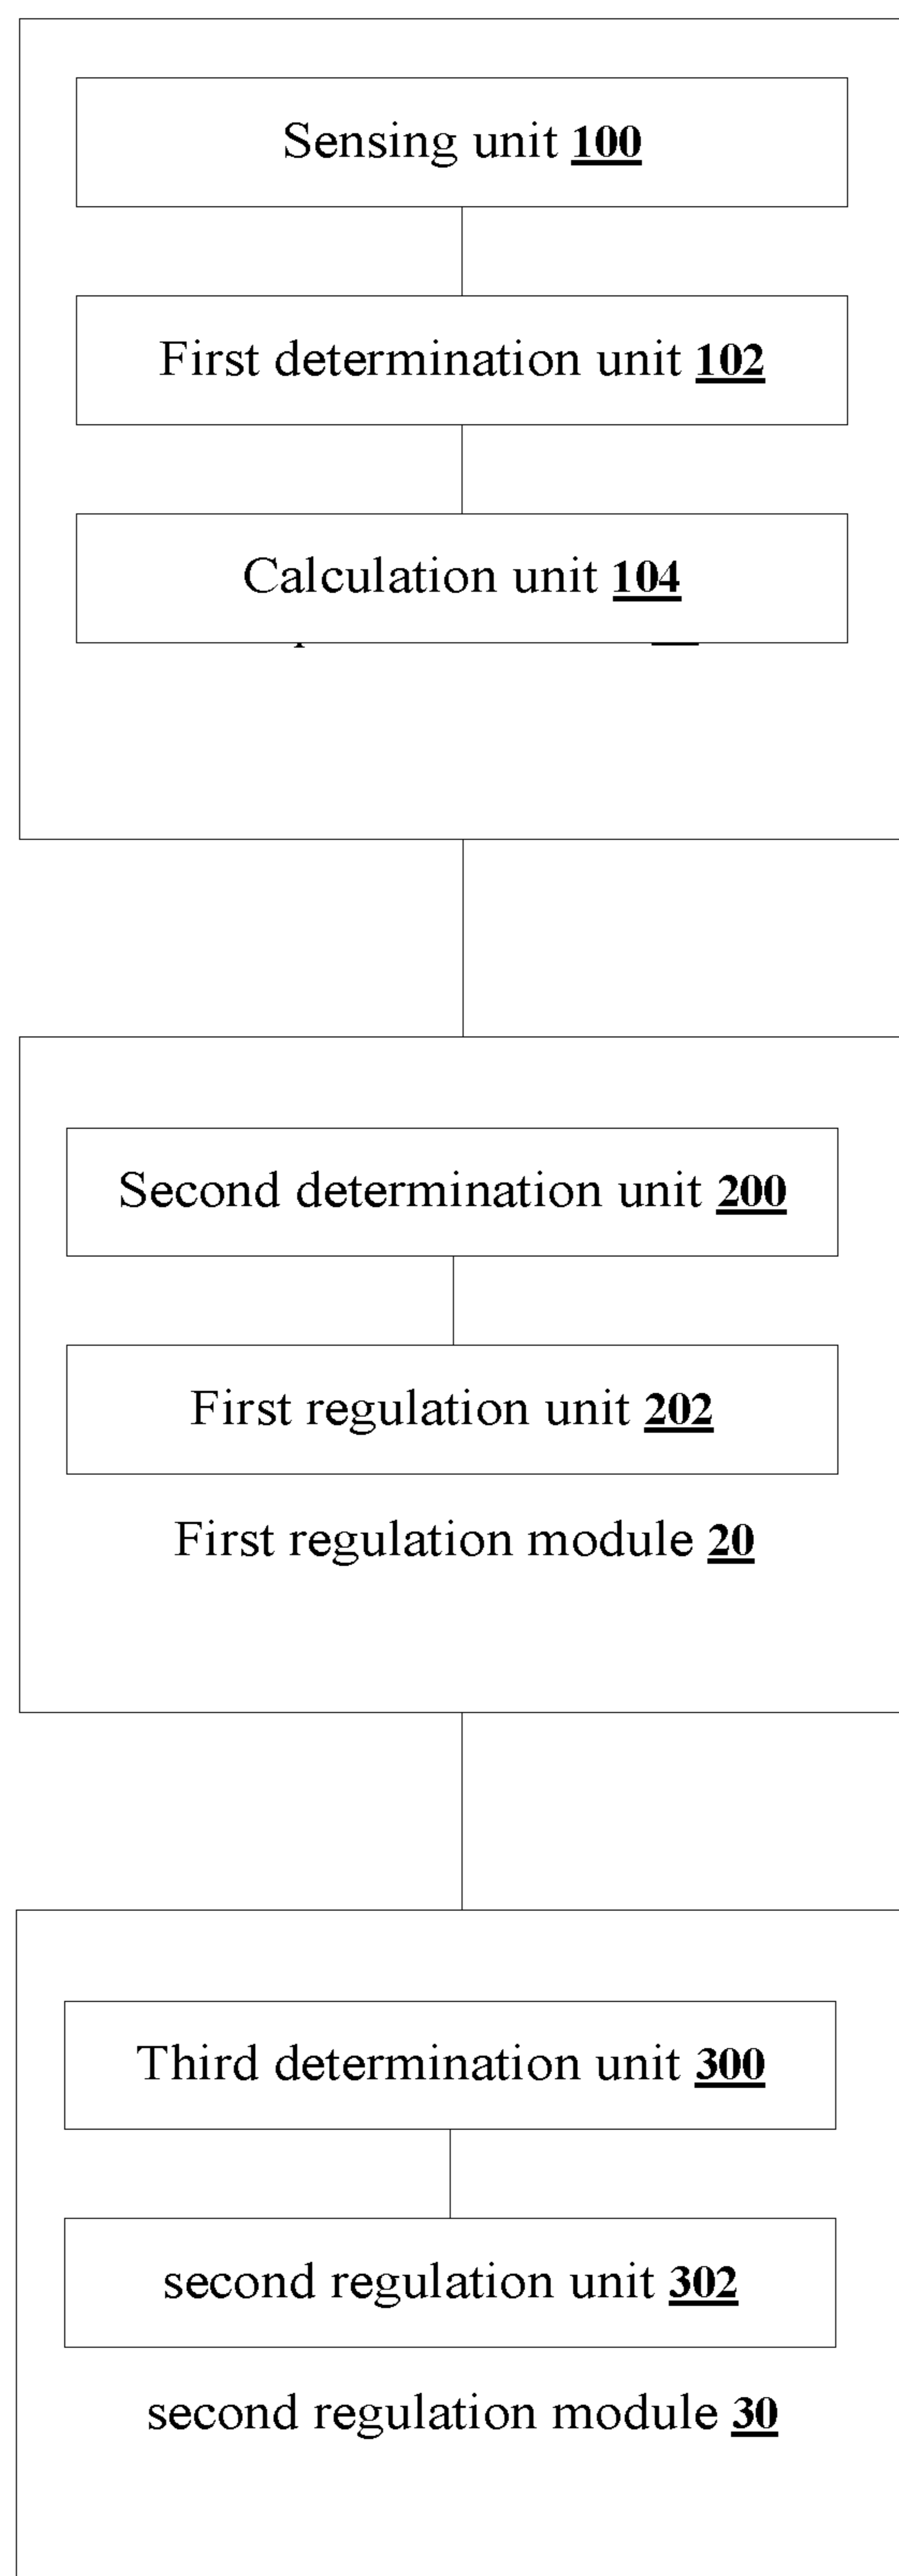 Sensing unit 100
First determination unit 102
Calculation unit 104
Second determination unit 200
First regulation unit 202
First regulation module 20
Third determination unit 300
second regulation unit 302
second regulation module 30